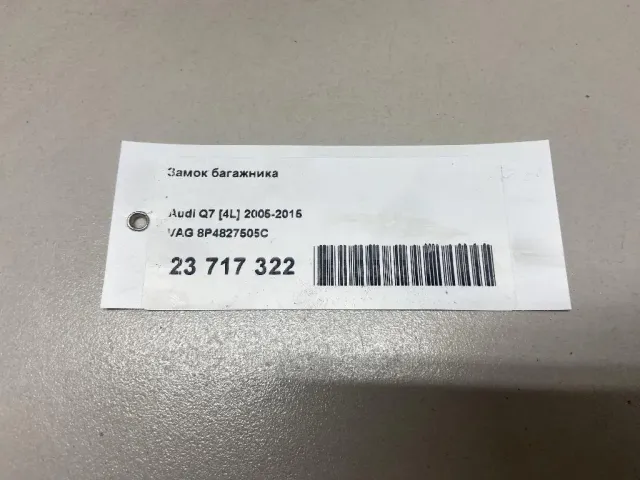 Замок багажника
Audi Q7 [4L] 2005-2015
VAG 8P4827505C
23 717 322